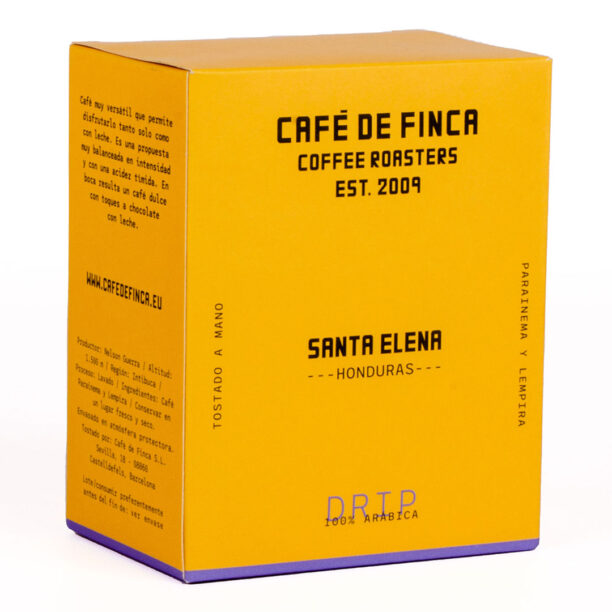 CAFÉ DE FINCA
COFFEE ROASTERS
EST. 2009
TOSTADO A MANO
SANTA ELENA
---HONDURAS---
PARAINEMA Y LEMPIRA
DRIP
100% ARÁBICA
Café muy versátil que permite
disfrutarlo tanto solo como
con leche. Es una propuesta
muy balanceada en intensidad
y con una acidez tímida. En
boca resulta un café dulce
con toques a chocolate
con leche.
WWW.CAFEDEFINCA.EU
Productor: Nelson Guerra / Altitud:
1.500 m / Región: Intibuca /
Proceso: Lavado / Ingredientes: Café
Parainema y Lempira / Conservar en
un lugar fresco y seco.
Envasado en atmósfera protectora.
Tostado por: Café de Finca S.L.
Sevilla, 18 - 08860
Castelldefels, Barcelona
Lote/consumir preferentemente
antes del fin de: ver envase